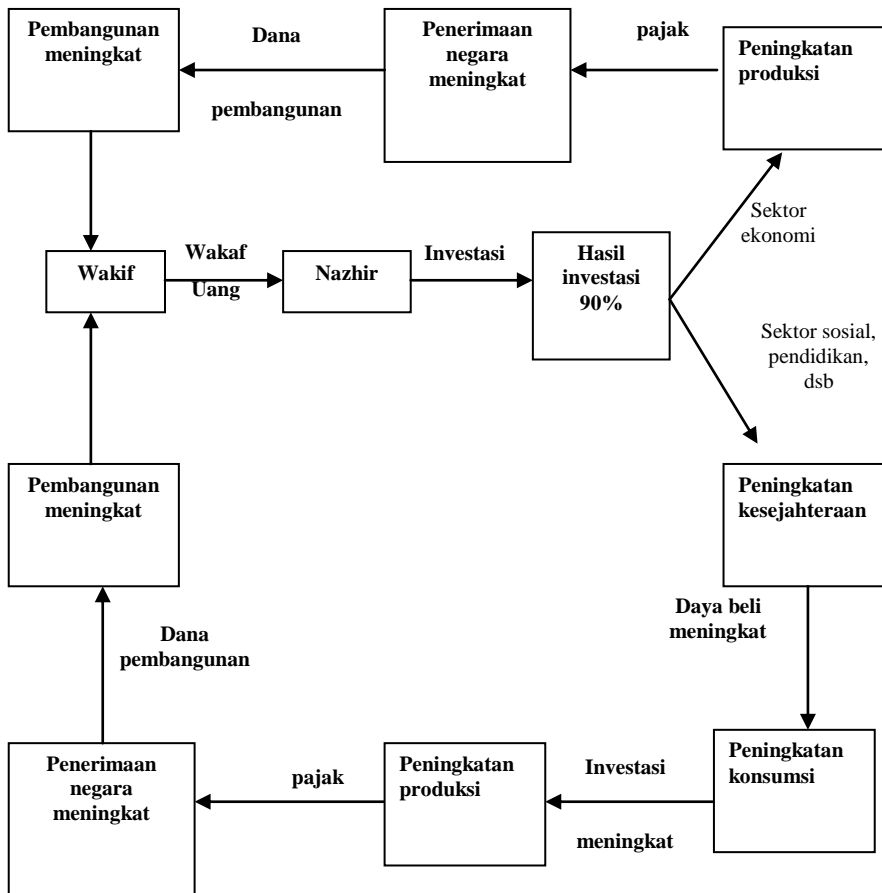 Pembangunan
meningkat
Dana
pembangunan
Penerimaan
negara
meningkat
pajak
Peningkatan
produksi
Wakif
Wakaf
Uang
Nazhir
Investasi
Hasil
investasi
90%
Sektor
ekonomi
Sektor sosial,
pendidikan,
dsb
Pembangunan
meningkat
Peningkatan
kesejahteraan
Dana
pembangunan
Daya beli
meningkat
Penerimaan
negara
meningkat
pajak
Peningkatan
produksi
Investasi
meningkat
Peningkatan
konsumsi